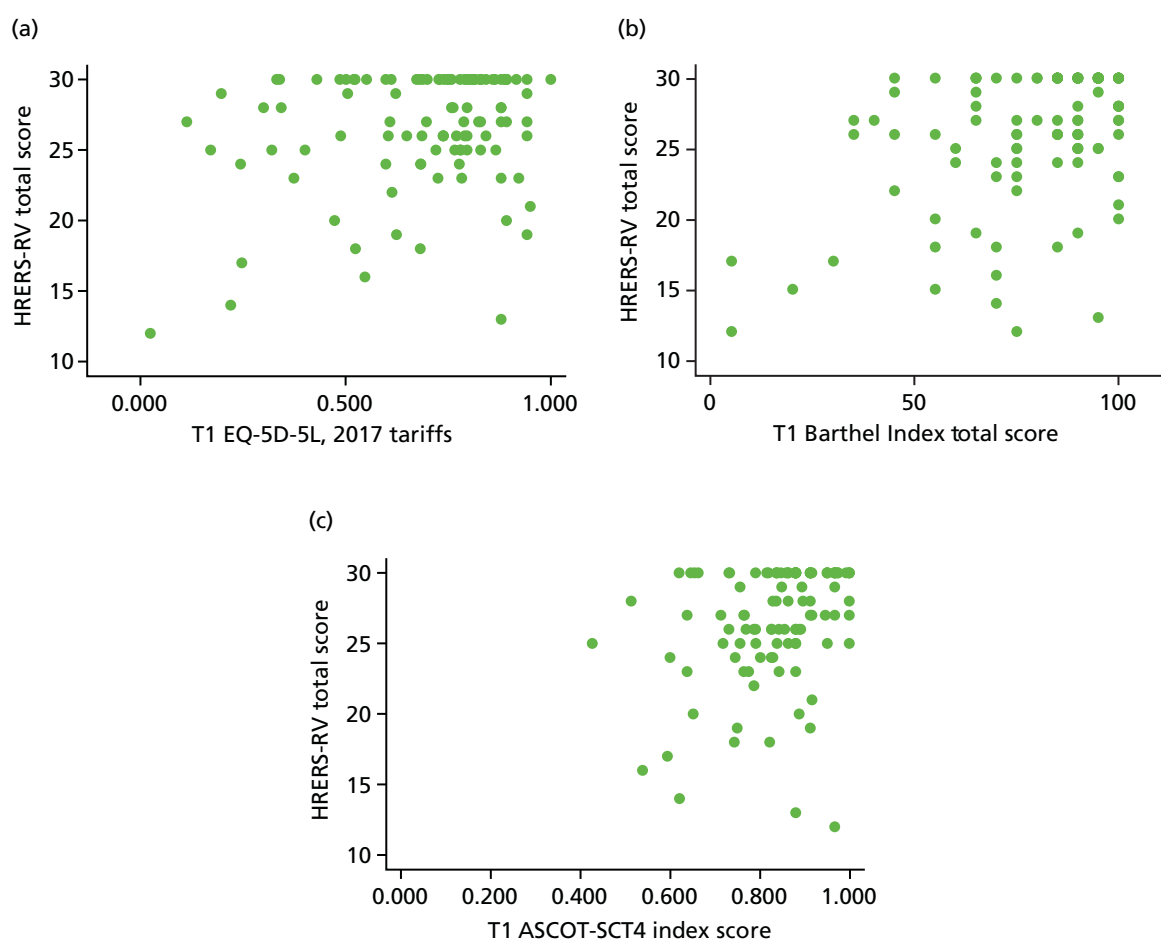 (a)
HRERS-RV total score
30
25
20
15
10
0.000 0.500 1.000
T1 EQ-5D-5L, 2017 tariffs
(b)
HRERS-RV total score
30
25
20
15
10
0 50 100
T1 Barthel Index total score
(c)
HRERS-RV total score
30
25
20
15
10
0.000 0.200 0.400 0.600 0.800 1.000
T1 ASCOT-SCT4 index score